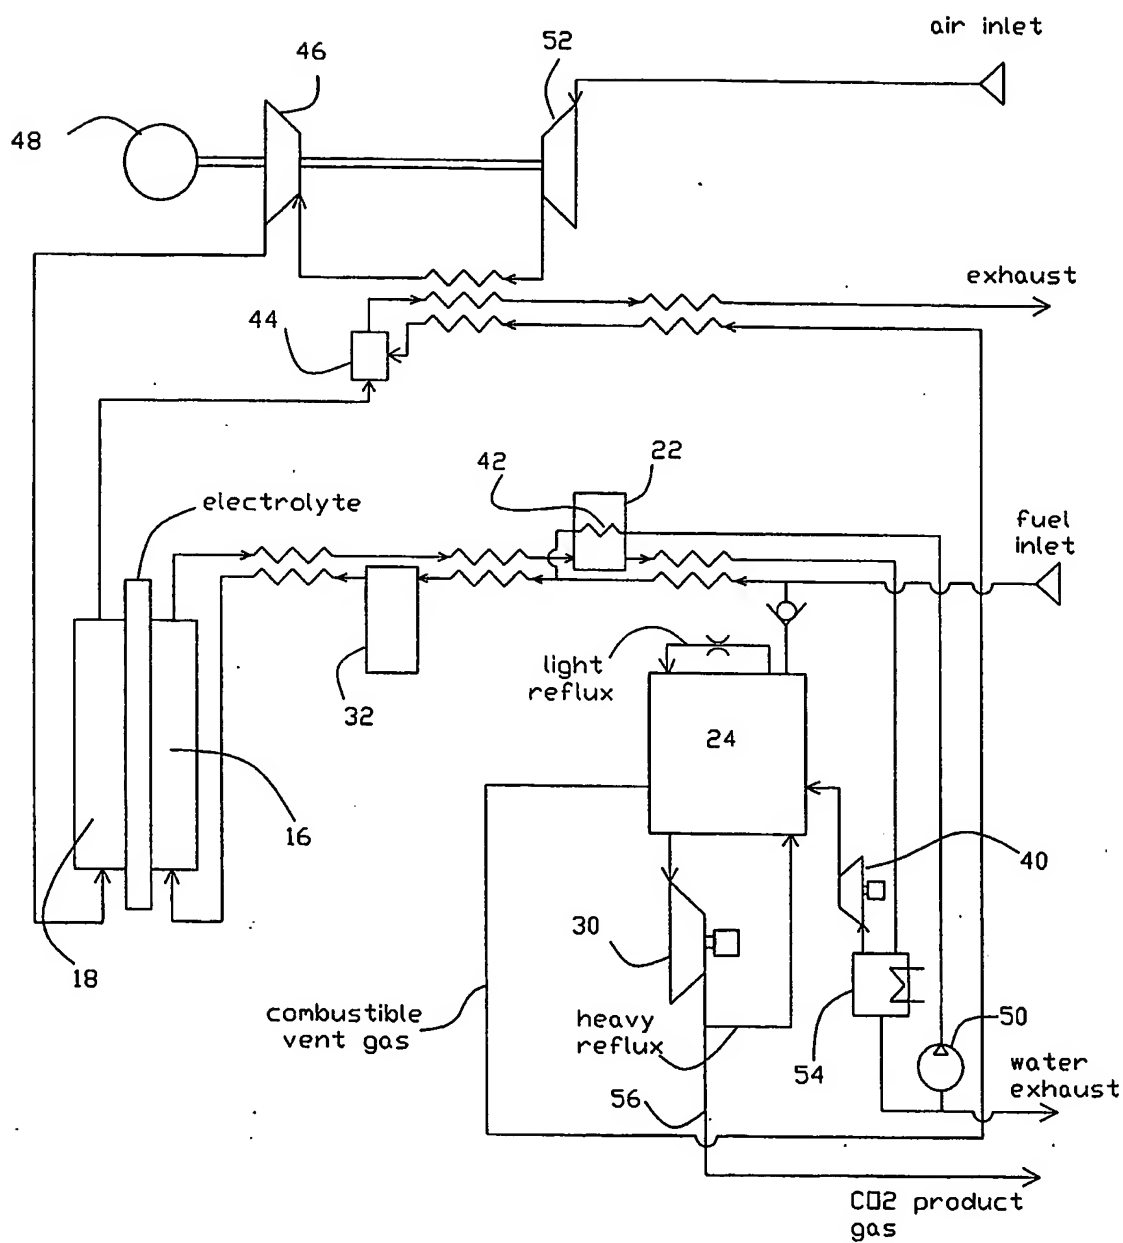 air inlet
46
52
48
exhaust
44
42
22
electrolyte
fuel
inlet
light
reflux
32
24
16
40
30
18
combustible
vent gas
heavy
reflux
50
54
water
exhaust
56
CO2 product
gas